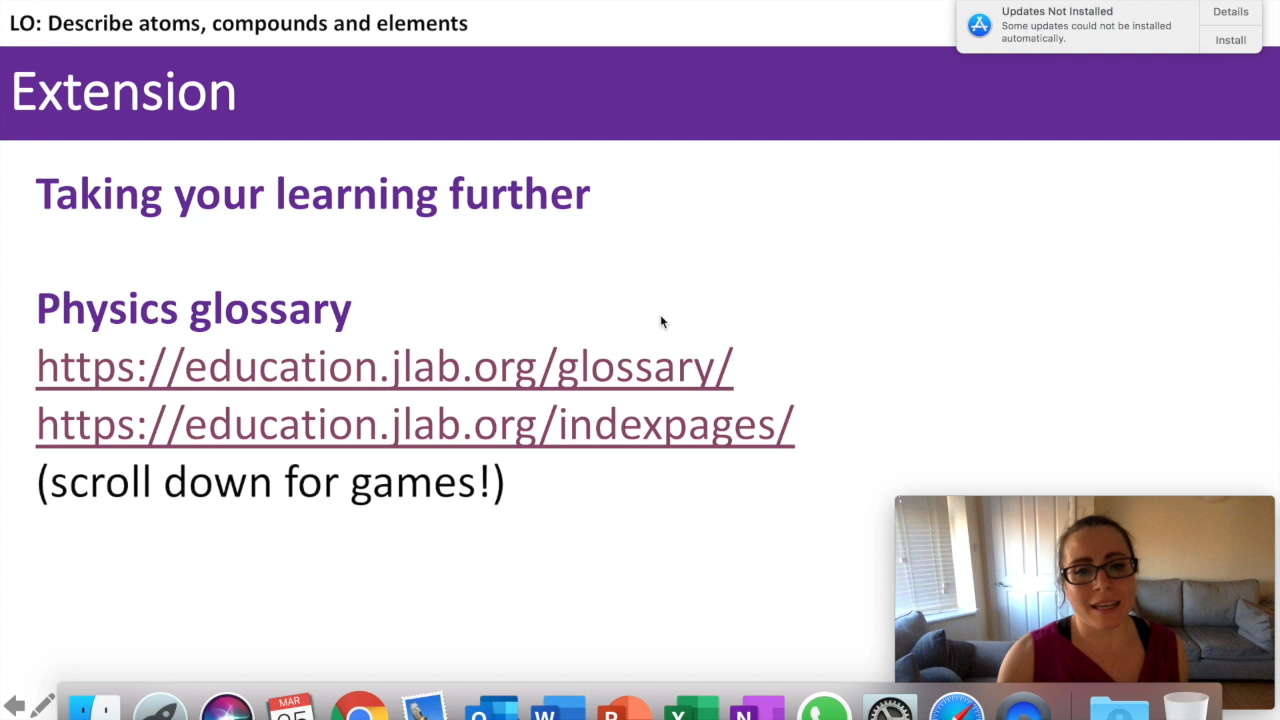 LO: Describe atoms, compounds and elements
Updates Not Installed
Some updates could not be installed
automatically.
Details
Install
Extension
Taking your learning further
Physics glossary
https://education.jlab.org/glossary/
https://education.jlab.org/indexpages/
(scroll down for games!)
MAR